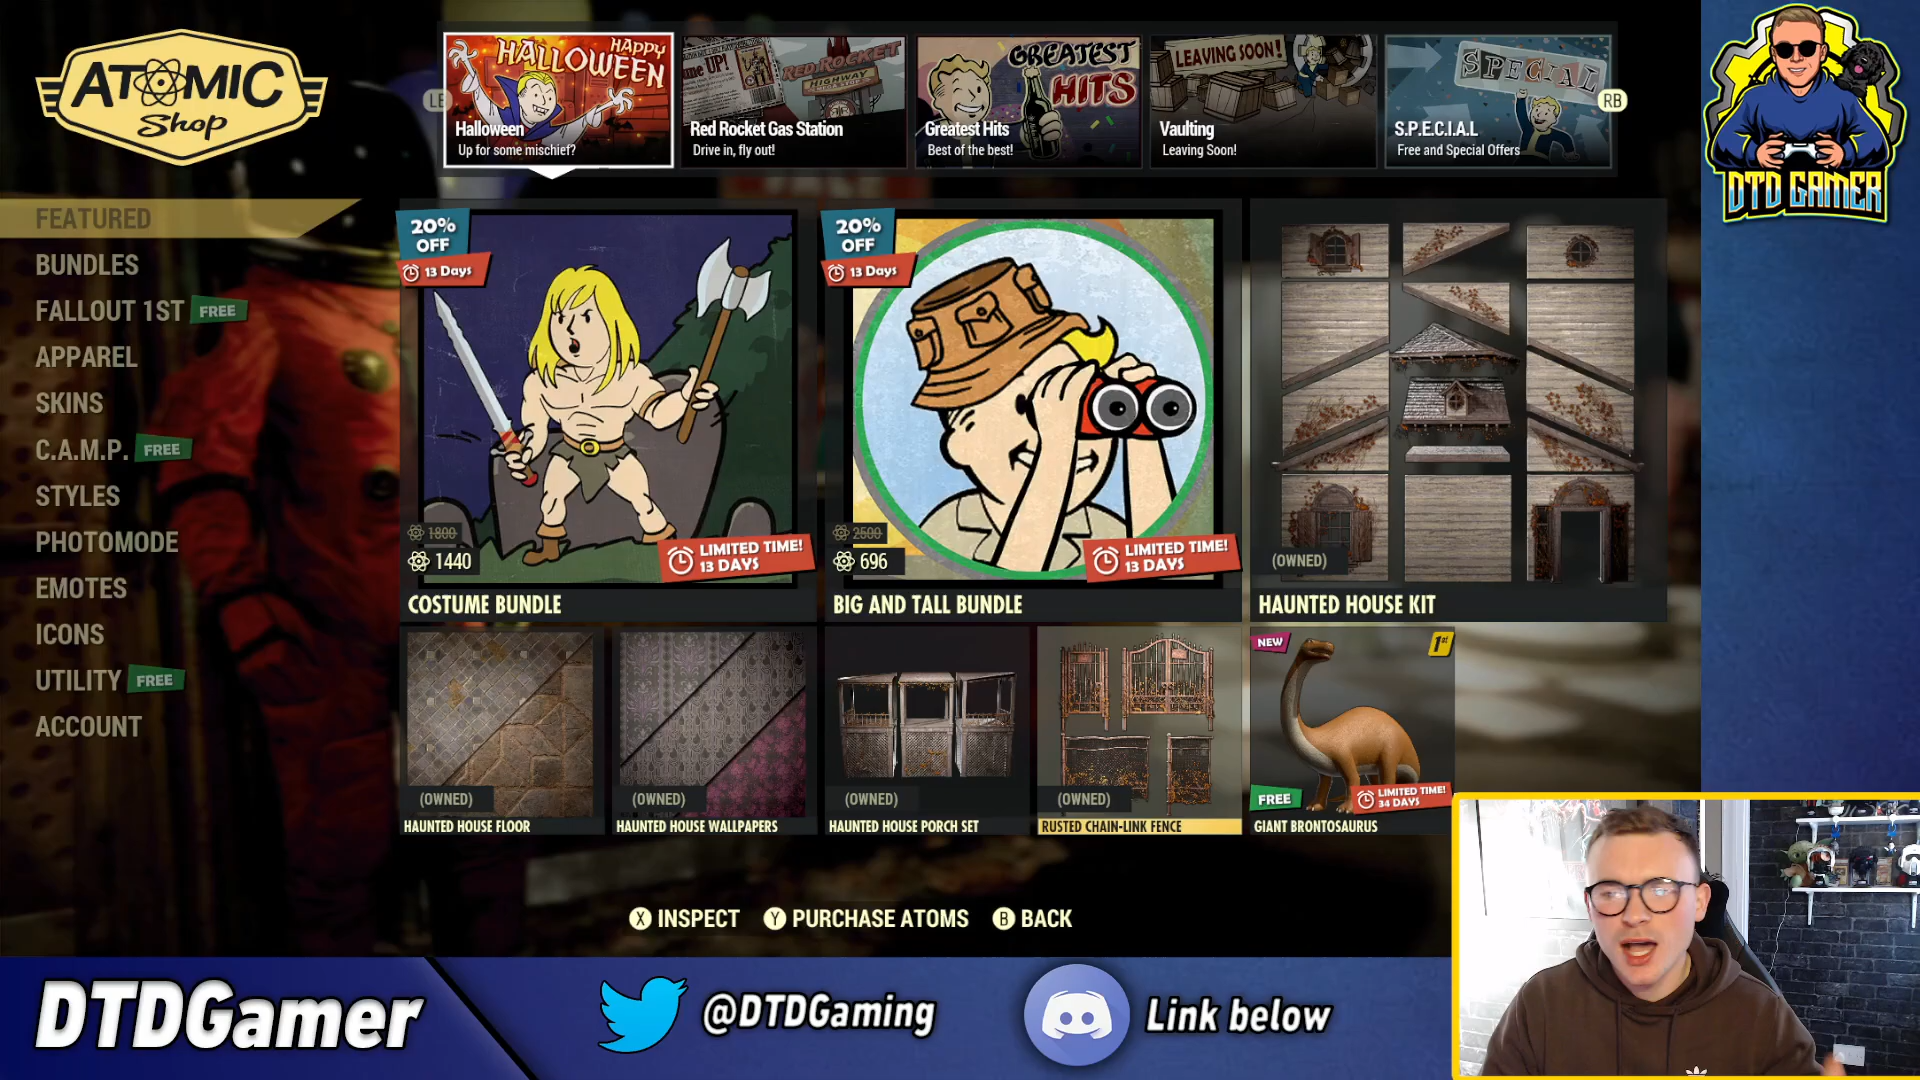 ATOMIC
Shop
LB
HAPPY
HALLOWEEN
Halloween
Up for some mischief?
RED ROCKET
HIGHWAY
Red Rocket Gas Station
Drive in, fly out!
GREATEST
HITS
Greatest Hits
Best of the best!
LEAVING SOON!
Vaulting
Leaving Soon!
SPECIAL
S.P.E.C.I.A.L
Free and Special Offers
RB
DTD GAMER
FEATURED
BUNDLES
FALLOUT 1ST FREE
APPAREL
SKINS
C.A.M.P. FREE
STYLES
PHOTOMODE
EMOTES
ICONS
UTILITY FREE
ACCOUNT
20%
OFF
13 Days
1800
1440
LIMITED TIME!
13 DAYS
COSTUME BUNDLE
20%
OFF
13 Days
2500
696
LIMITED TIME!
13 DAYS
BIG AND TALL BUNDLE
(OWNED)
HAUNTED HOUSE KIT
(OWNED)
HAUNTED HOUSE FLOOR
(OWNED)
HAUNTED HOUSE WALLPAPERS
(OWNED)
HAUNTED HOUSE PORCH SET
(OWNED)
RUSTED CHAIN-LINK FENCE
NEW
1st
FREE
LIMITED TIME!
34 DAYS
GIANT BRONTOSAURUS
X INSPECT Y PURCHASE ATOMS B BACK
DTDGamer
@DTDGaming
Link below